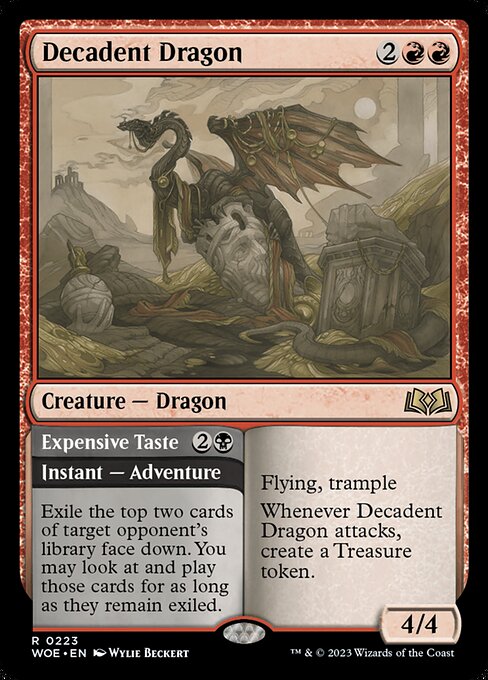 Decadent Dragon 2
Creature — Dragon
Expensive Taste 2
Instant — Adventure
Exile the top two cards
of target opponent's
library face down. You
may look at and play
those cards for as long
as they remain exiled.
Flying, trample
Whenever Decadent
Dragon attacks,
create a Treasure
token.
4/4
R 0223
WOE • EN Wylie Beckert
™ & © 2023 Wizards of the Coast